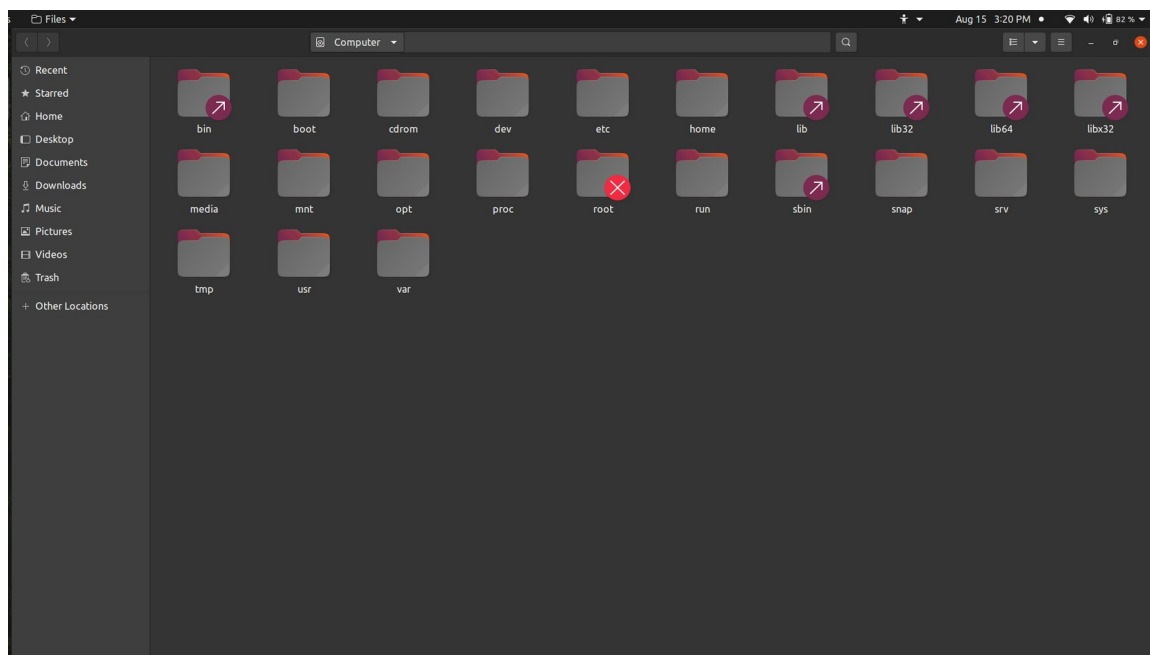 s Files
Aug 15 3:20 PM
82 %
Computer
Recent
Starred
Home
Desktop
Documents
Downloads
Music
Pictures
Videos
Trash
+ Other Locations
bin boot cdrom dev etc home lib lib32 lib64 libx32
media mnt opt proc root run sbin snap srv sys
tmp usr var